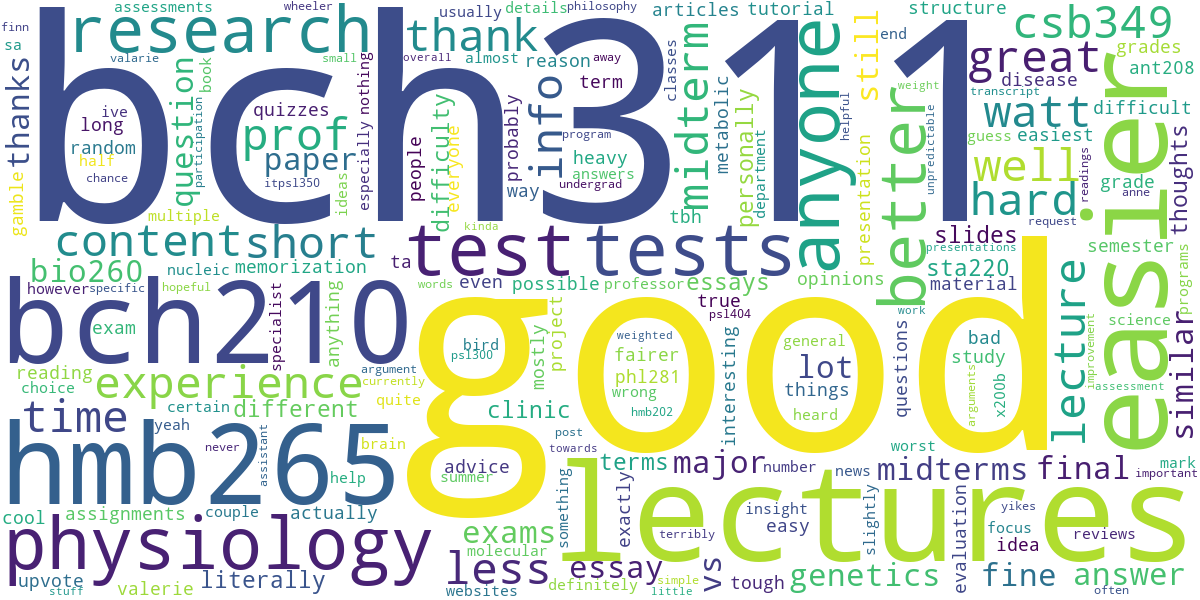 bch311
good
lectures
easier
hmb265
bch210
physiology
test
tests
research
thank
anyone
better
csb349
great
watt
well
hard
prof
paper
info
midterm
content
short
experience
time
bio260
question
thanks
quizzes
long
random
ive
half
chance
itpsl350
assessments
wheeler
usually
details
philosophy
articles
tutorial
structure
finn
sa
valarie
small
overall
almost
reason
away
term
classes
still
end
grades
ant208
disease
transcript
difficult
weight
helpful
unpredictable
guess
easiest
readings
thoughts
grade
anne
request
semester
programs
science
similar
improvement
assessment
lecture
gamble
multiple
participation
book
ideas
especially
nothing
people
difficulty
everyone
probably
way
program
heavy
answers
undergrad
tbh
metabolic
personally
department
presentation
kinda
slides
presentations
sta220
material
work
nucleic
memorization
ta
words
even
possible
professor
essays
opinions
however
specific
hopeful
specialist
anything
exam
reading
choice
argument
currently
quite
certain
different
yeah
never
assistant
brain
help
couple
actually
cool
assignments
upvote
stuff
valerie
literally
advice
summer
bird
psl300
mostly
project
clinic
post
towards
true
psl404
weighted
fairer
phl281
wrong
hmb202
interesting
general
lot
things
heard
questions
bad
study
x200b
arguments
worst
terms
major
number
news
midterms
final
mark
important
exams
molecular
less
websites
something
essay
definitely
exactly
simple
little
terribly
vs
insight
easy
tough
slightly
genetics
evaluation
yikes
focus
idea
fine
reviews
answer
often